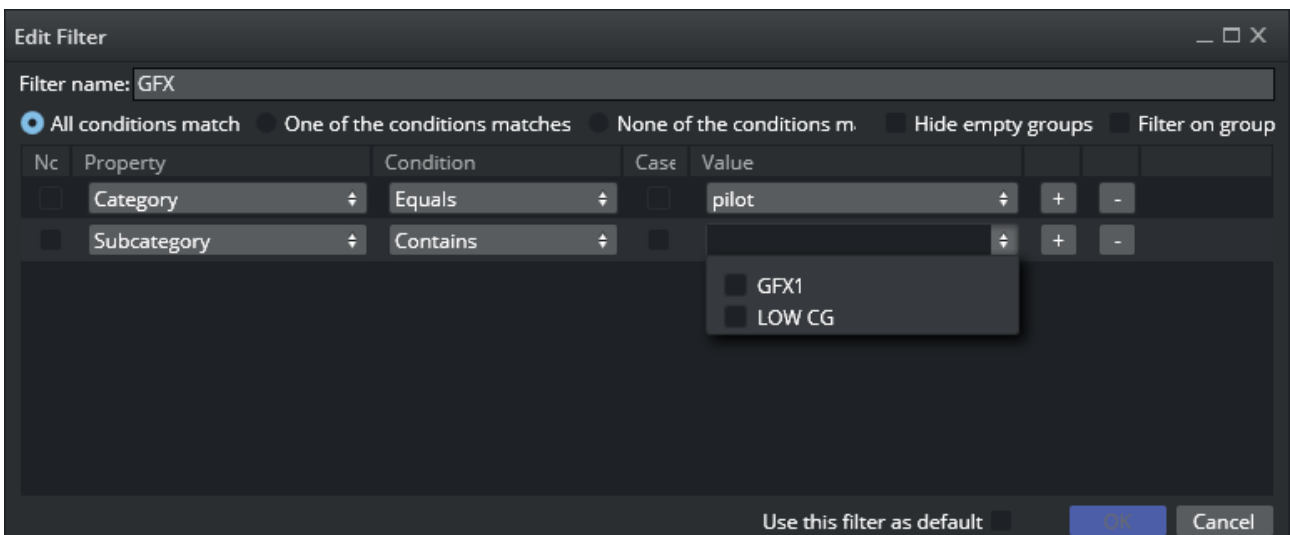 Edit Filter
Filter name: GFX
All conditions match One of the conditions matches None of the conditions m Hide empty groups Filter on group
Nc Property Condition Case Value
Category Equals pilot + -
Subcategory Contains + -
GFX1
LOW CG
Use this filter as default OK Cancel